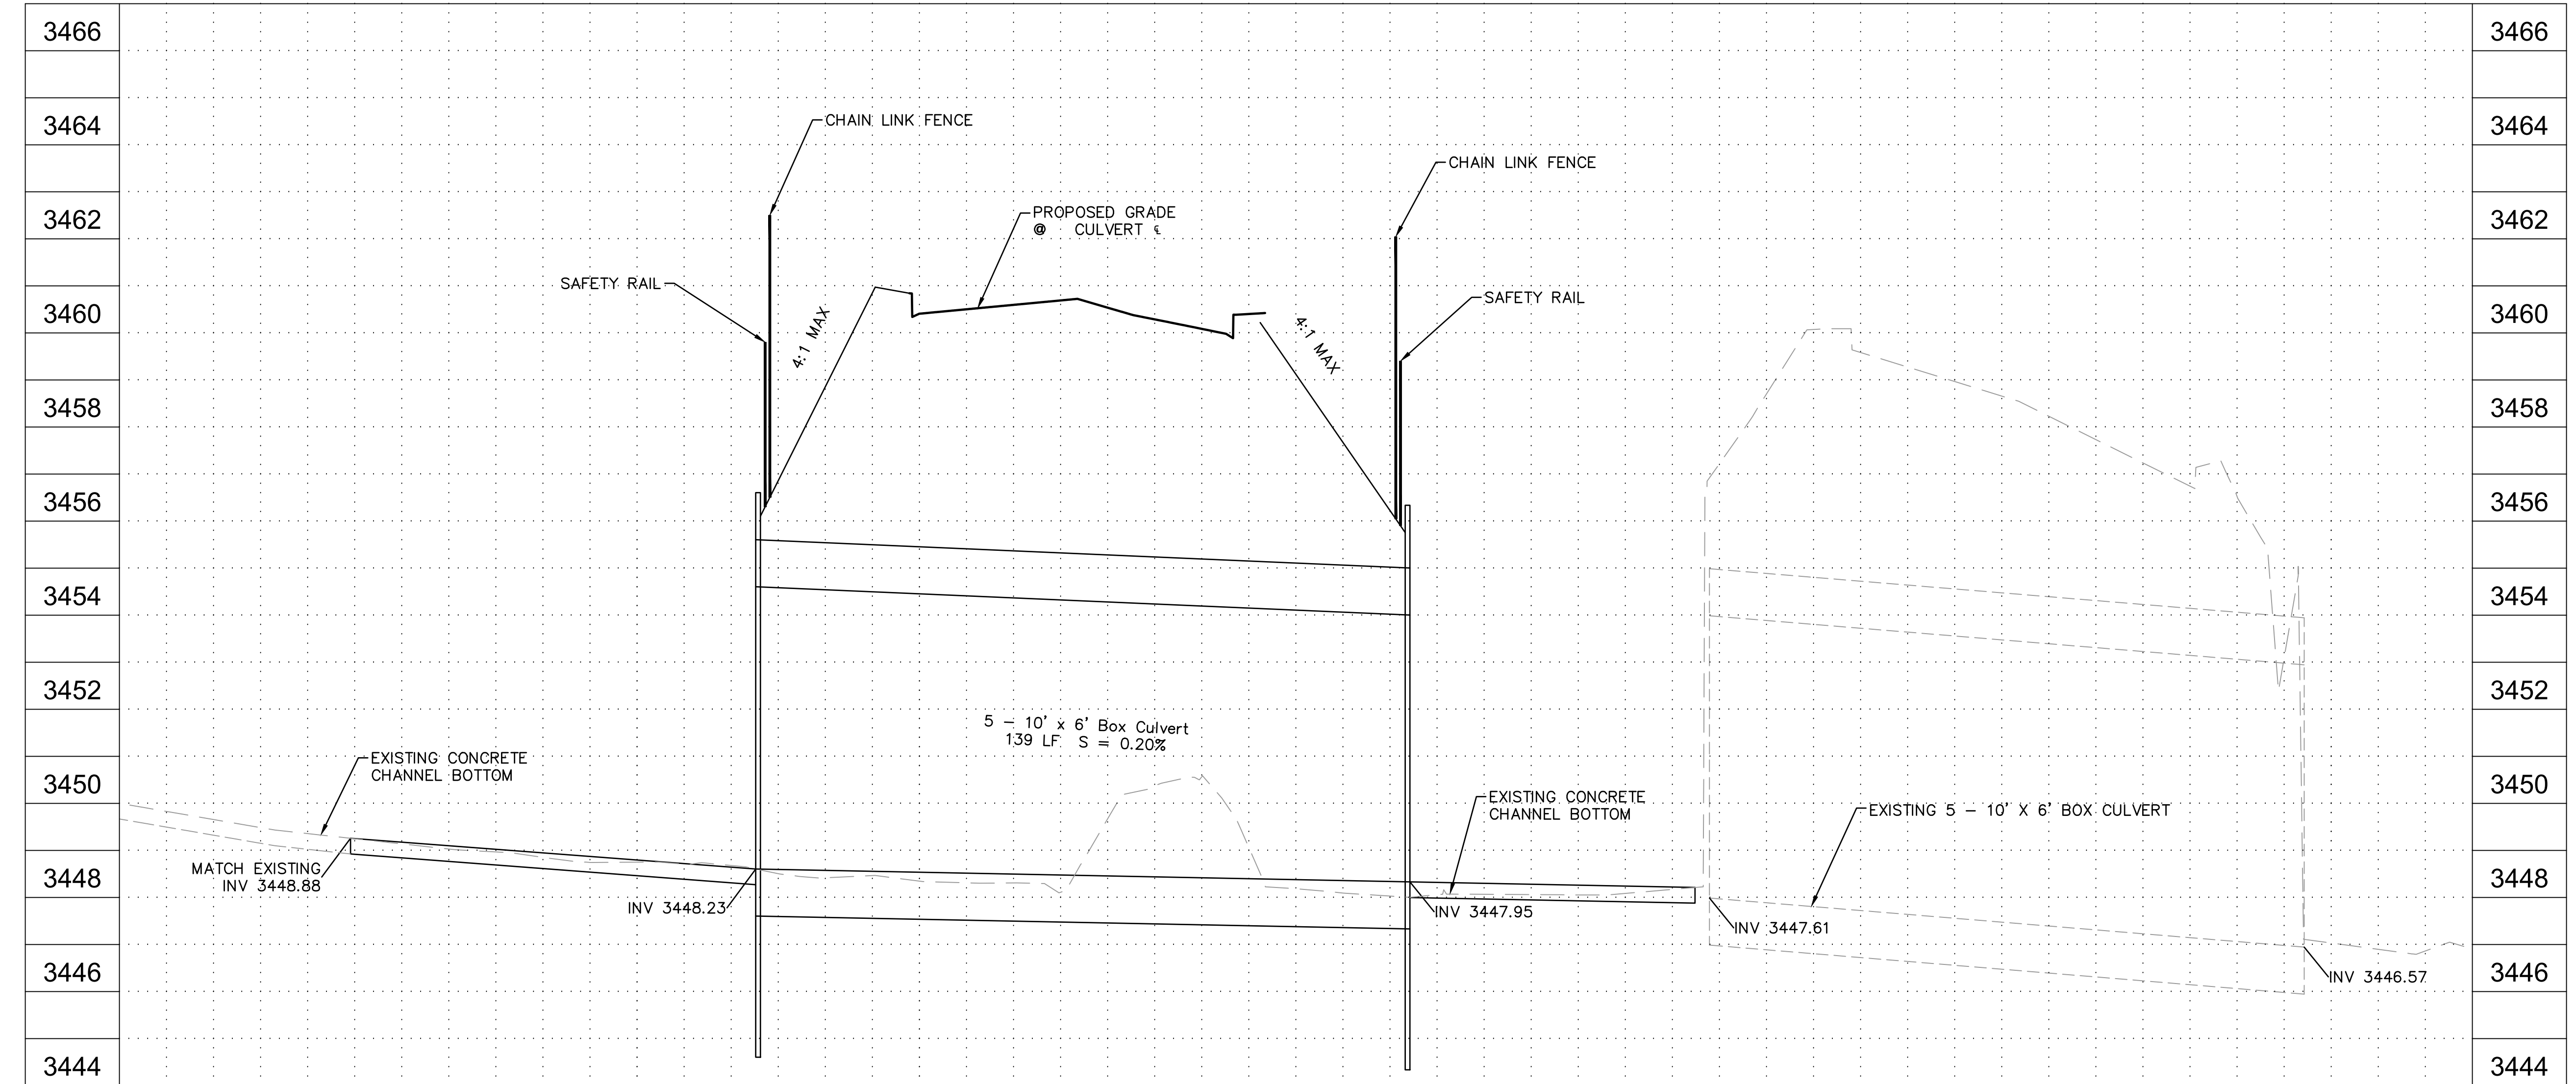 3466
3466
3464
CHAIN LINK FENCE
3464
CHAIN LINK FENCE
3462
PROPOSED GRADE
@ CULVERT ℄
3462
SAFETY RAIL
SAFETY RAIL
3460
4:1 MAX
4:1 MAX
3460
3458
3458
3456
3456
3454
3454
3452
3452
5 - 10' x 6' Box Culvert
139 LF S = 0.20%
EXISTING CONCRETE
CHANNEL BOTTOM
3450
3450
EXISTING CONCRETE
CHANNEL BOTTOM
EXISTING 5 - 10' X 6' BOX CULVERT
MATCH EXISTING
INV 3448.88
3448
3448
INV 3448.23
INV 3447.95
INV 3447.61
3446
3446
INV 3446.57
3444
3444